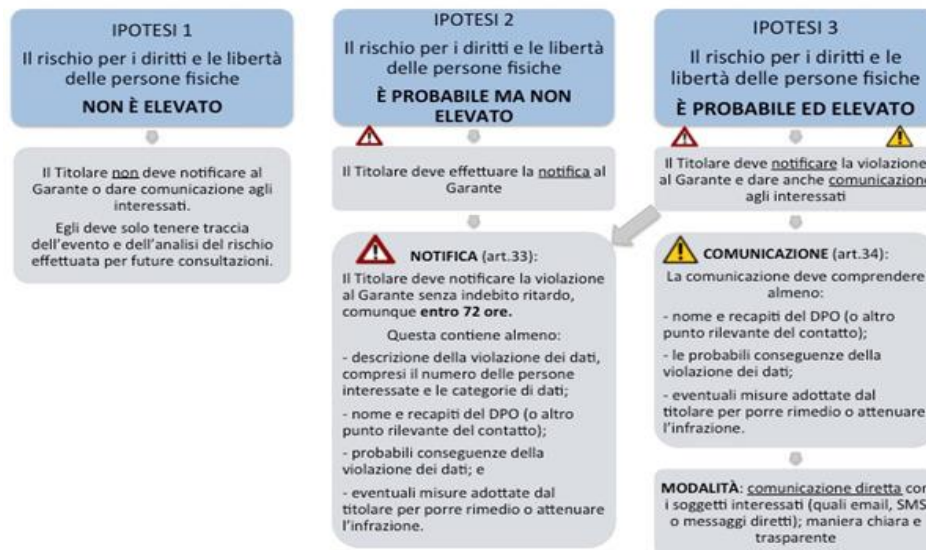 IPOTESI 1
Il rischio per i diritti e le libertà
delle persone fisiche
NON È ELEVATO
Il Titolare non deve notificare al
Garante o dare comunicazione agli
interessati.
Egli deve solo tenere traccia
dell'evento e dell'analisi del rischio
effettuata per future consultazioni.
IPOTESI 2
Il rischio per i diritti e le libertà
delle persone fisiche
È PROBABILE MA NON
ELEVATO
Il Titolare deve effettuare la notifica al
Garante
NOTIFICA (art.33):
Il Titolare deve notificare la violazione
al Garante senza indebito ritardo,
comunque entro 72 ore.
Questa contiene almeno:
- descrizione della violazione dei dati,
compresi il numero delle persone
interessate e le categorie di dati;
- nome e recapiti del DPO (o altro
punto rilevante del contatto);
- probabili conseguenze della
violazione dei dati; e
- eventuali misure adottate dal
titolare per porre rimedio o attenuare
l'infrazione.
IPOTESI 3
Il rischio per i diritti e le
libertà delle persone fisiche
È PROBABILE ED ELEVATO
Il Titolare deve notificare la violazione
al Garante e dare anche comunicazione
agli interessati
COMUNICAZIONE (art.34):
La comunicazione deve comprendere
almeno:
- nome e recapiti del DPO (o altro
punto rilevante del contatto);
- le probabili conseguenze della
violazione dei dati;
- eventuali misure adottate dal
titolare per porre rimedio o attenuare
l'infrazione.
MODALITÀ: comunicazione diretta con
i soggetti interessati (quali email, SMS
o messaggi diretti); maniera chiara e
trasparente